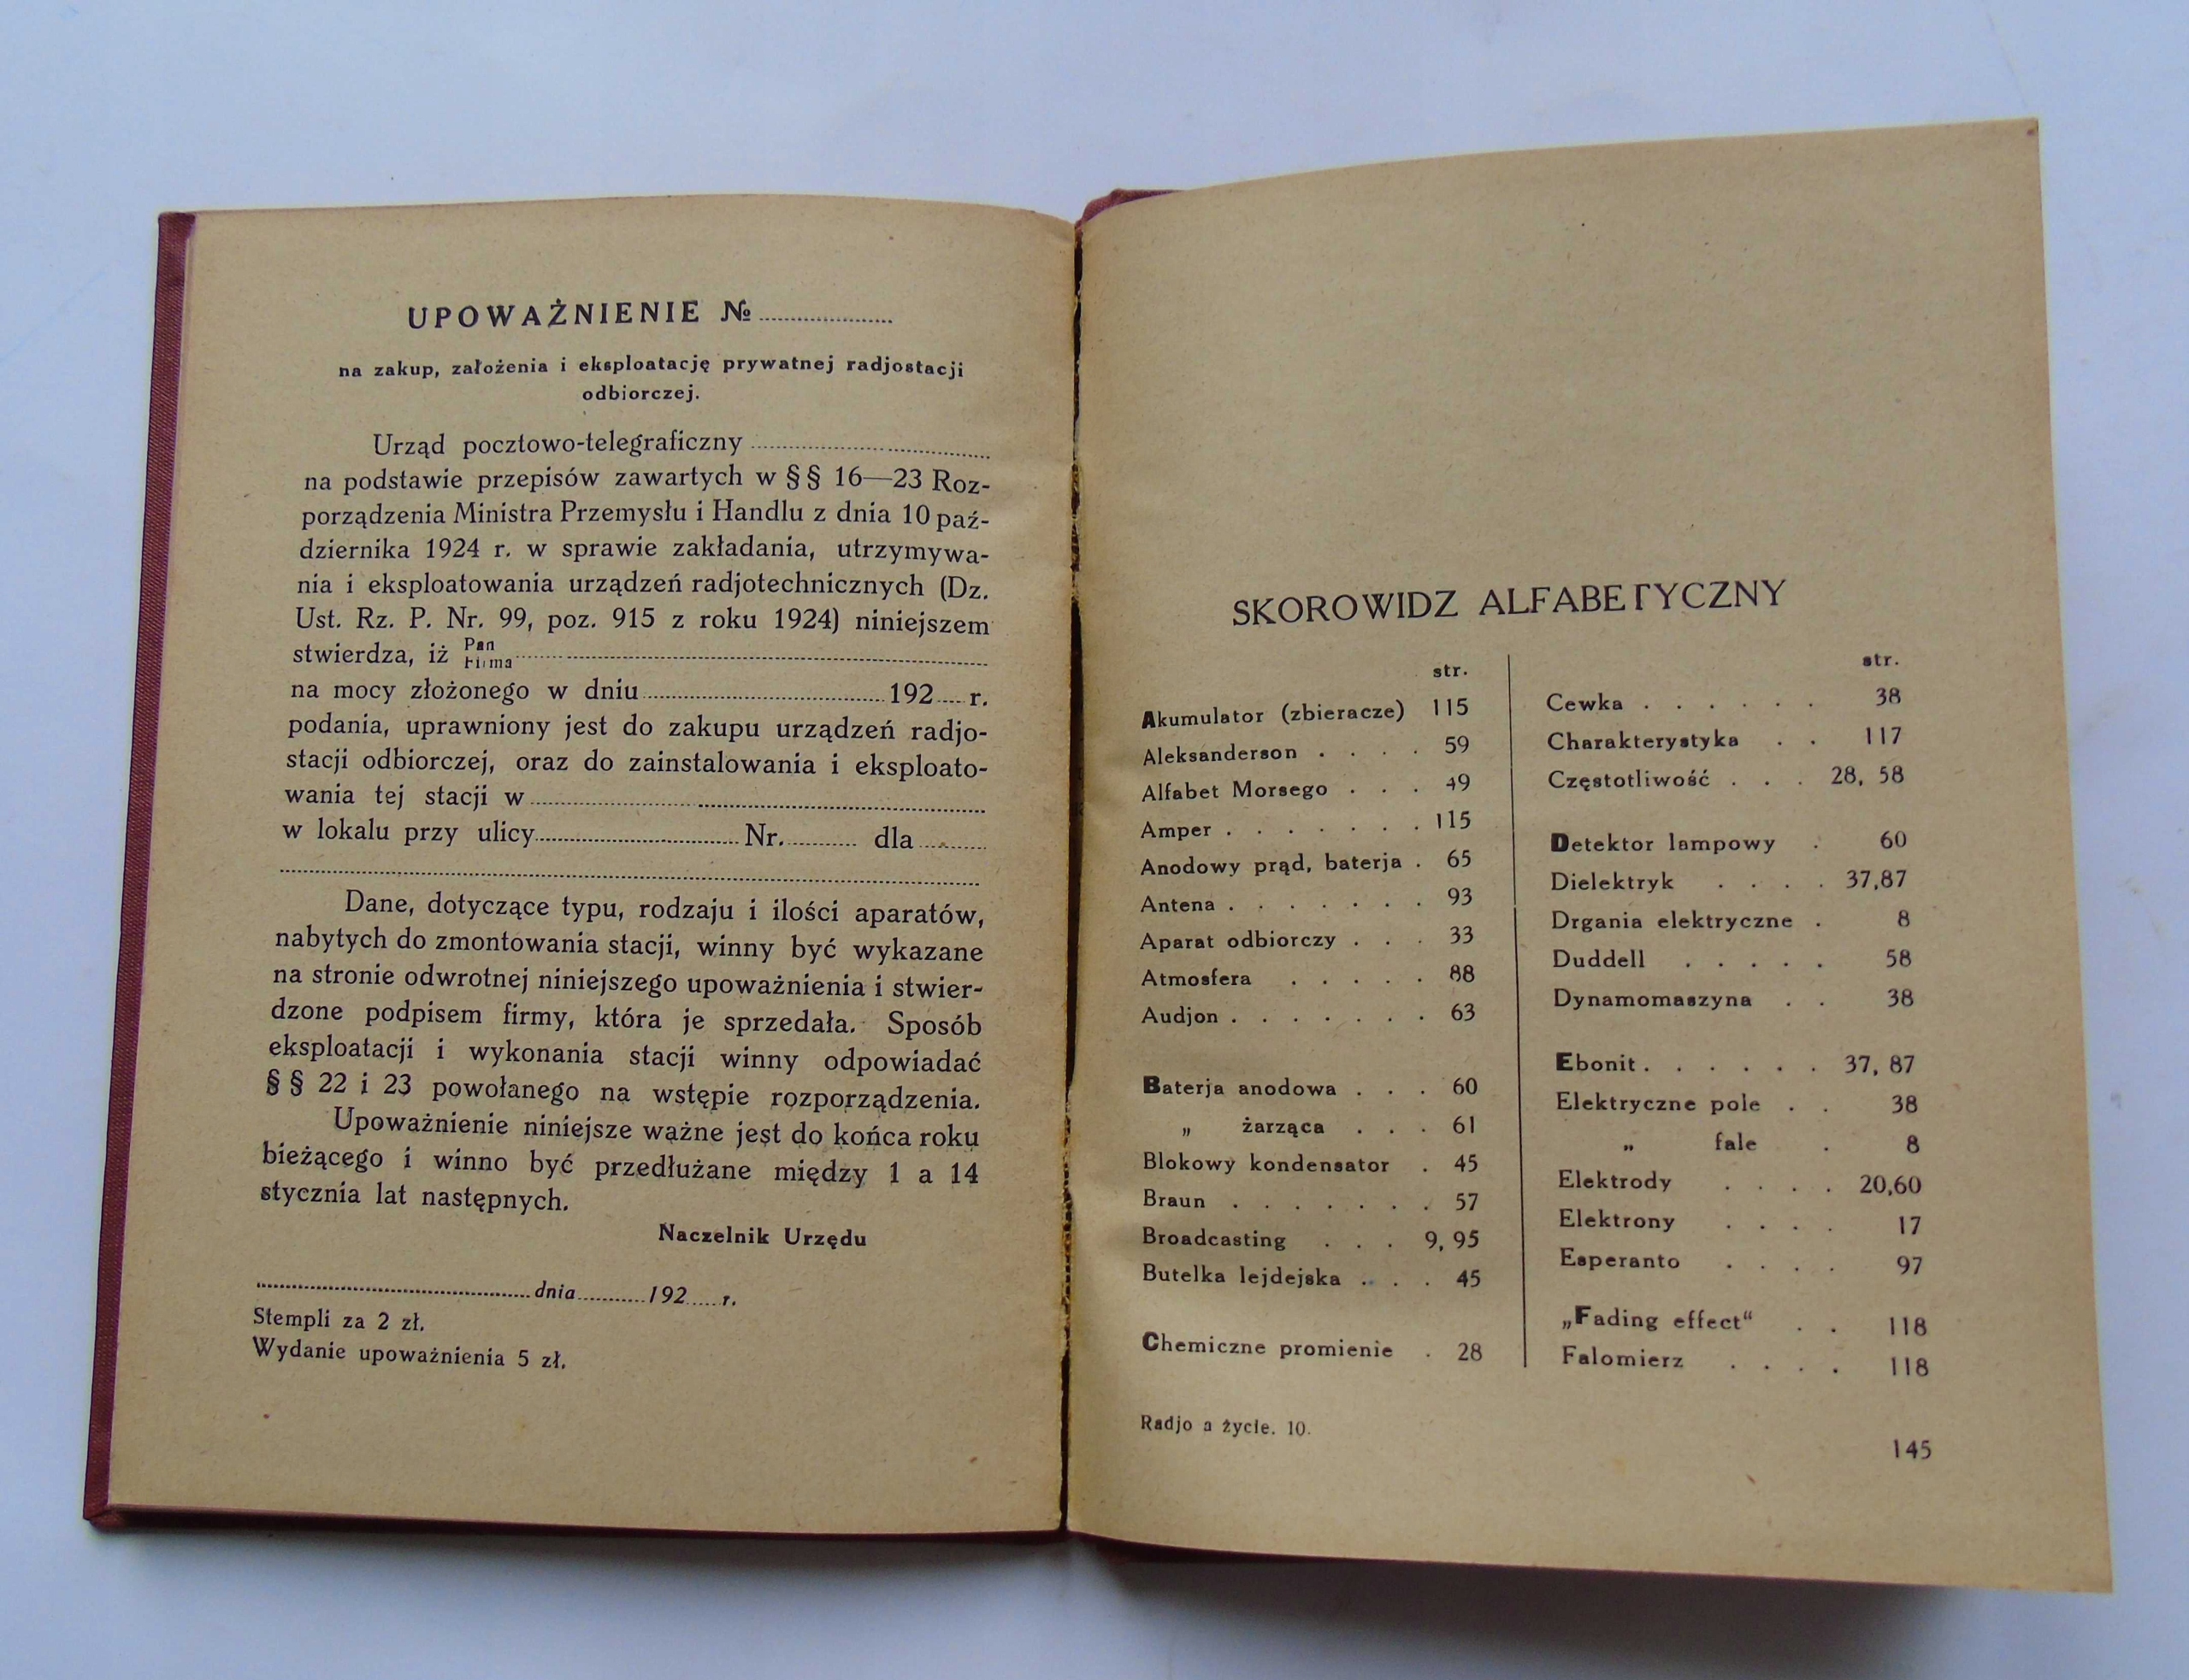 UPOWAŻNIENIE №....................
na zakup, założenia i eksploatację prywatnej radjostacji
odbiorczej.
Urząd pocztowo-telegraficzny ....................
na podstawie przepisów zawartych w §§ 16—23 Roz-
porządzenia Ministra Przemysłu i Handlu z dnia 10 paź-
dziernika 1924 r. w sprawie zakładania, utrzymywa-
nia i eksploatowania urządzeń radjotechnicznych (Dz.
Ust. Rz. P. Nr. 99, poz. 915 z roku 1924) niniejszem
stwierdza, iż Pan Firma....................
na mocy złożonego w dniu....................192.... r.
podania, uprawniony jest do zakupu urządzeń radjo-
stacji odbiorczej, oraz do zainstalowania i eksploato-
wania tej stacji w....................
w lokalu przy ulicy....................Nr........... dla...........
....................
Dane, dotyczące typu, rodzaju i ilości aparatów,
nabytych do zmontowania stacji, winny być wykazane
na stronie odwrotnej niniejszego upoważnienia i stwier-
dzone podpisem firmy, która je sprzedała. Sposób
eksploatacji i wykonania stacji winny odpowiadać
§§ 22 i 23 powołanego na wstępie rozporządzenia.
Upoważnienie niniejsze ważne jest do końca roku
bieżącego i winno być przedłużane między 1 a 14
stycznia lat następnych.
Naczelnik Urzędu
....................dnia...........192.....r.
Stempli za 2 zł.
Wydanie upoważnienia 5 zł.
SKOROWIDZ ALFABETYCZNY
str.
Akumulator (zbieracze) 115
Aleksanderson . . . . 59
Alfabet Morsego . . . 49
Amper . . . . . . . 115
Anodowy prąd, baterja . 65
Antena . . . . . . . 93
Aparat odbiorczy . . . 33
Atmosfera . . . . . 88
Audjon . . . . . . . 63
Baterja anodowa . . . 60
„ żarząca . . . 61
Blokowy kondensator . 45
Braun . . . . . . . 57
Broadcasting . . . 9, 95
Butelka lejdejska . . . 45
Chemiczne promienie . 28
str.
Cewka . . . . . . 38
Charakterystyka . . 117
Częstotliwość . . . 28, 58
Detektor lampowy . 60
Dielektryk . . . . 37,87
Drgania elektryczne . 8
Duddell . . . . . 58
Dynamomaszyna . . 38
Ebonit . . . . . . 37, 87
Elektryczne pole . . 38
„ fale . 8
Elektrody . . . . 20,60
Elektrony . . . . 17
Esperanto . . . . 97
„Fading effect“ . . 118
Falomierz . . . . 118
Radjo a życie. 10.
145